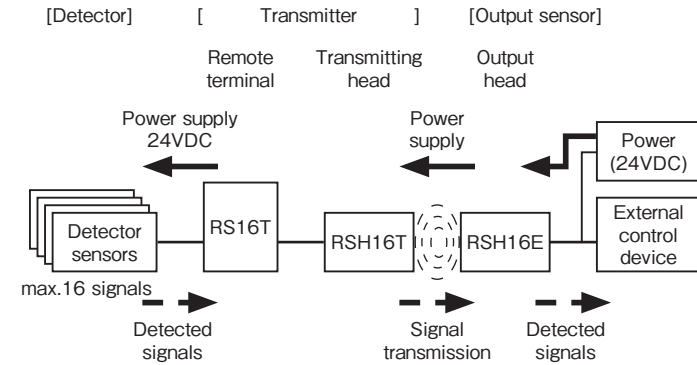 [Detector] [ Transmitter ] [Output sensor]
Remote
terminal
Transmitting
head
Output
head
Power supply
24VDC
Power
supply
Power
(24VDC)
Detector
sensors
RS16T
RSH16T
RSH16E
External
control
device
max.16 signals
Detected
signals
Signal
transmission
Detected
signals